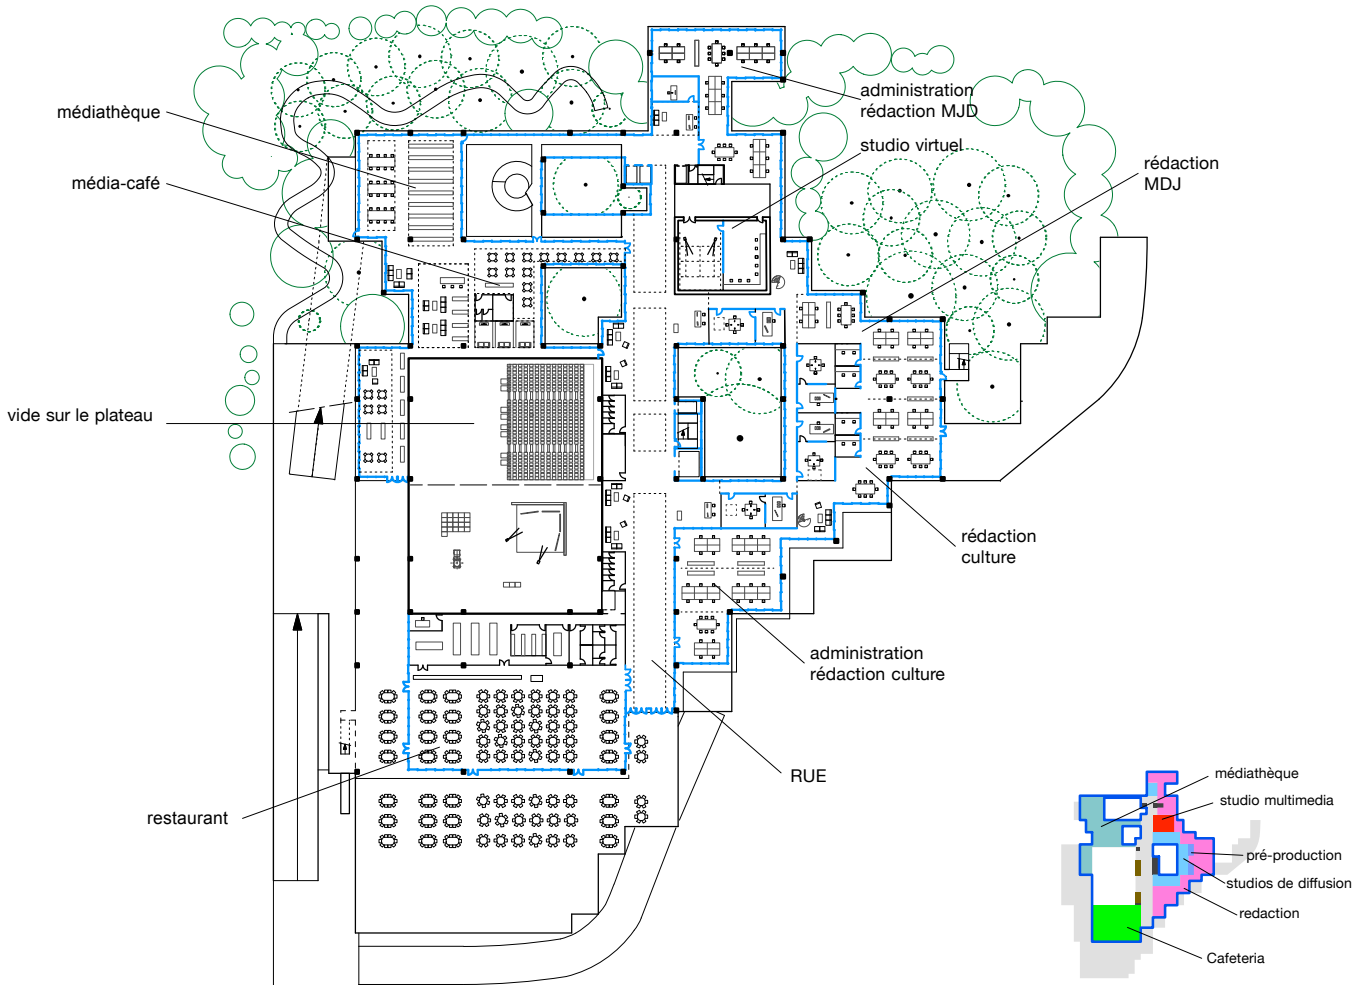 administration
rédaction MJD
médiathèque
studio virtuel
rédaction
MDJ
média-café
vide sur le plateau
rédaction
culture
administration
rédaction culture
RUE
restaurant
médiathèque
studio multimedia
pré-production
studios de diffusion
redaction
Cafeteria